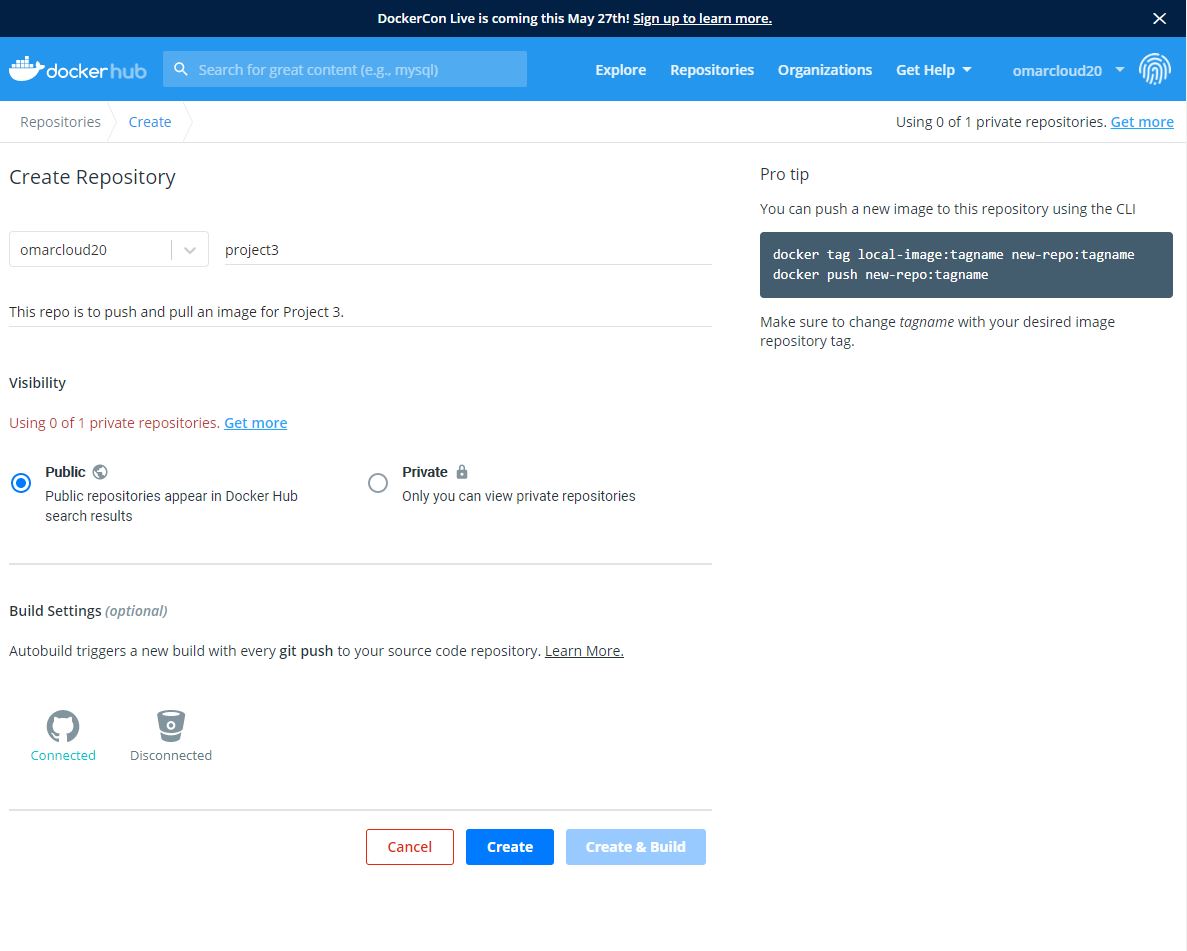 DockerCon Live is coming this May 27th! Sign up to learn more.
docker hub
Search for great content (e.g., mysql)
Explore
Repositories
Organizations
Get Help
omarcloud20
Repositories
Create
Using 0 of 1 private repositories. Get more
Create Repository
omarcloud20
project3
This repo is to push and pull an image for Project 3.
Visibility
Using 0 of 1 private repositories. Get more
Public
Public repositories appear in Docker Hub
search results
Private
Only you can view private repositories
Build Settings (optional)
Autobuild triggers a new build with every git push to your source code repository. Learn More.
Connected
Disconnected
Cancel
Create
Create & Build
Pro tip
You can push a new image to this repository using the CLI
docker tag local-image:tagname new-repo:tagname
docker push new-repo:tagname
Make sure to change tagname with your desired image
repository tag.